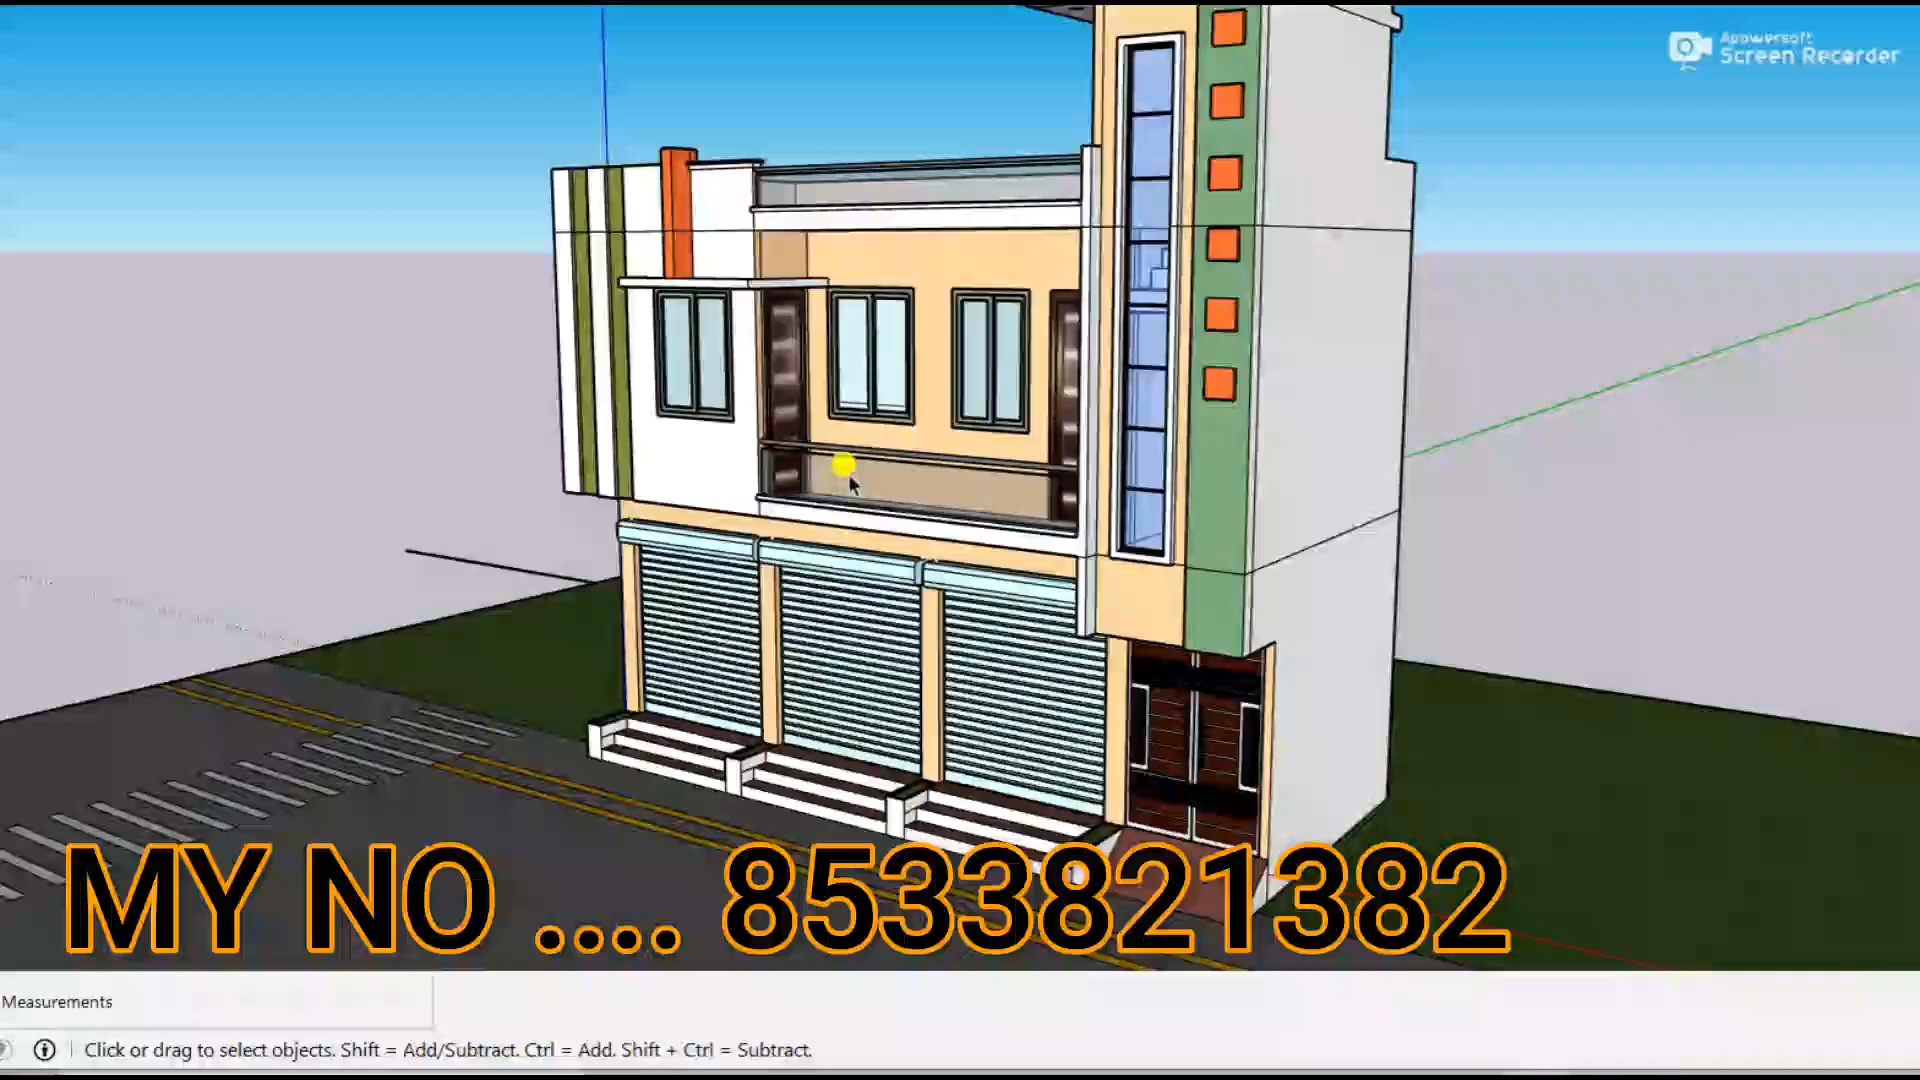 Apowersoft
Screen Recorder
MY NO .... 8533821382
Measurements
Click or drag to select objects. Shift = Add/Subtract. Ctrl = Add. Shift + Ctrl = Subtract.